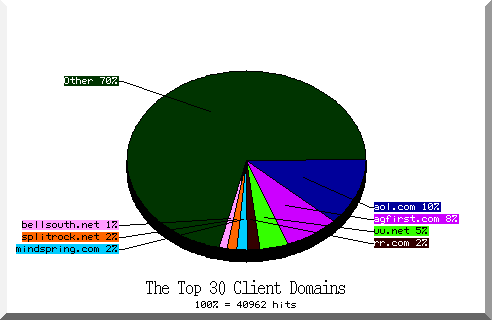 Other 70%
aol.com 10%
agfirst.com 8%
uu.net 5%
rr.com 2%
bellsouth.net 1%
splitrock.net 2%
mindspring.com 2%
The Top 30 Client Domains
100% = 40962 hits